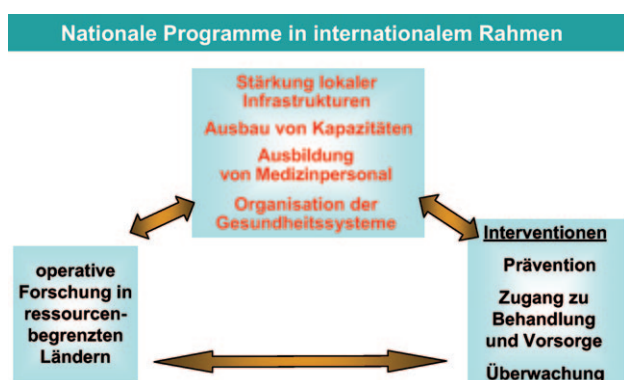 Nationale Programme in internationalem Rahmen
Stärkung lokaler
Infrastrukturen
Ausbau von Kapazitäten
Ausbildung
von Medizinpersonal
Organisation der
Gesundheitssysteme
operative
Forschung in
ressourcen-
begrenzten
Ländern
Interventionen
Prävention
Zugang zu
Behandlung
und Vorsorge
Überwachung